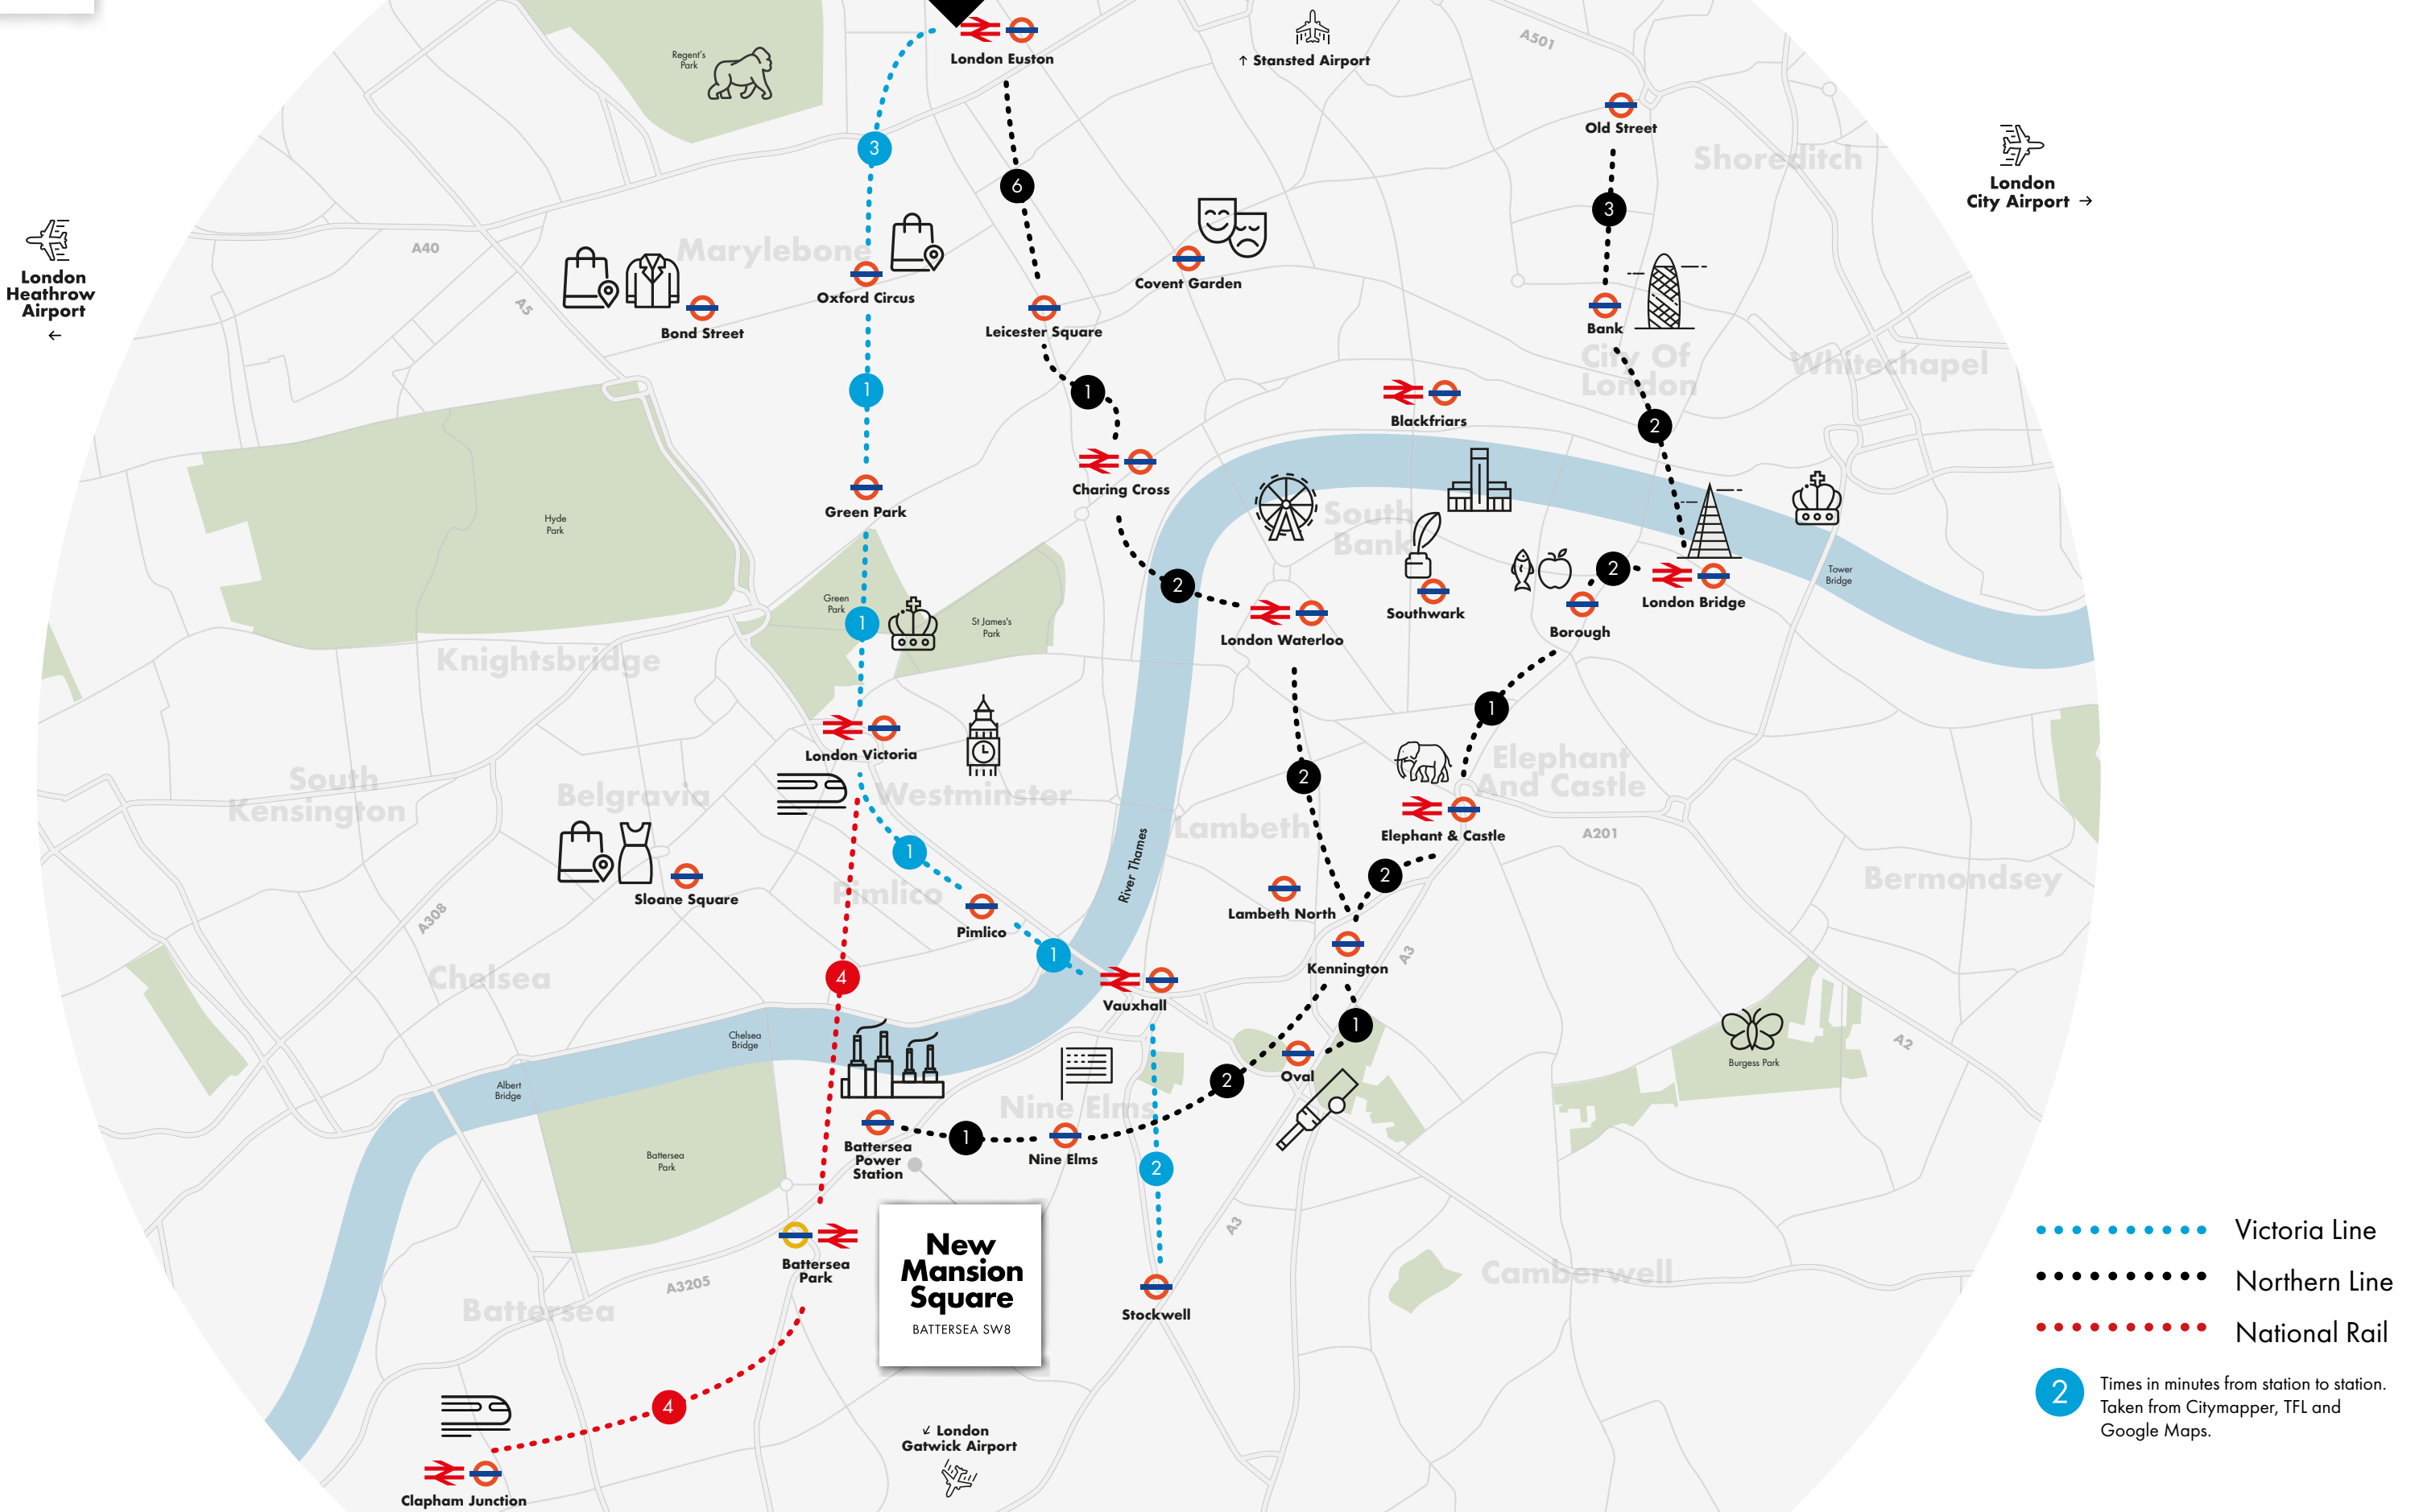 Regent's
Park
London Euston
↑ Stansted Airport
A501
Old Street
Shoreditch
London
City Airport →
3
6
3
London
Heathrow
Airport
←
A40
A5
Marylebone
Oxford Circus
Bond Street
Covent Garden
Leicester Square
Bank
City Of
London
Whitechapel
1
1
Blackfriars
2
Charing Cross
Green Park
Hyde
Park
South
Bank
2
Southwark
Borough
2
London Bridge
Tower
Bridge
Green
Park
1
St James's
Park
London Waterloo
Knightsbridge
1
London Victoria
2
Elephant
And Castle
Elephant & Castle
A201
South
Kensington
Belgravia
Westminster
Lambeth
River Thames
1
2
Bermondsey
Sloane Square
Pimlico
Pimlico
Lambeth North
A308
Kennington
A3
Chelsea
4
1
Vauxhall
1
Chelsea
Bridge
Albert
Bridge
Oval
2
Burgess Park
A2
Nine Elms
Battersea
Power
Station
1
Nine Elms
Battersea
Park
2
New
Mansion
Square
BATTERSEA SW8
A3
Battersea
Park
A3205
Battersea
Stockwell
Camberwell
4
Clapham Junction
↙ London
Gatwick Airport
Victoria Line
Northern Line
National Rail
2
Times in minutes from station to station.
Taken from Citymapper, TFL and
Google Maps.